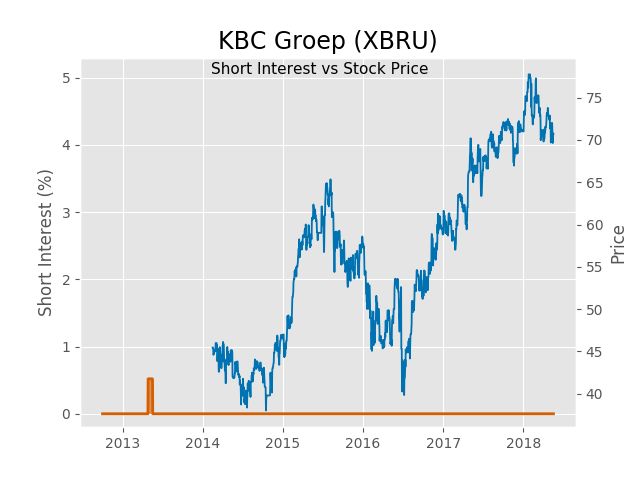 KBC Groep (XBRU)
Short Interest vs Stock Price
Short Interest (%)
5
4
3
2
1
0
75
70
65
60
55
50
45
40
Price
2013 2014 2015 2016 2017 2018